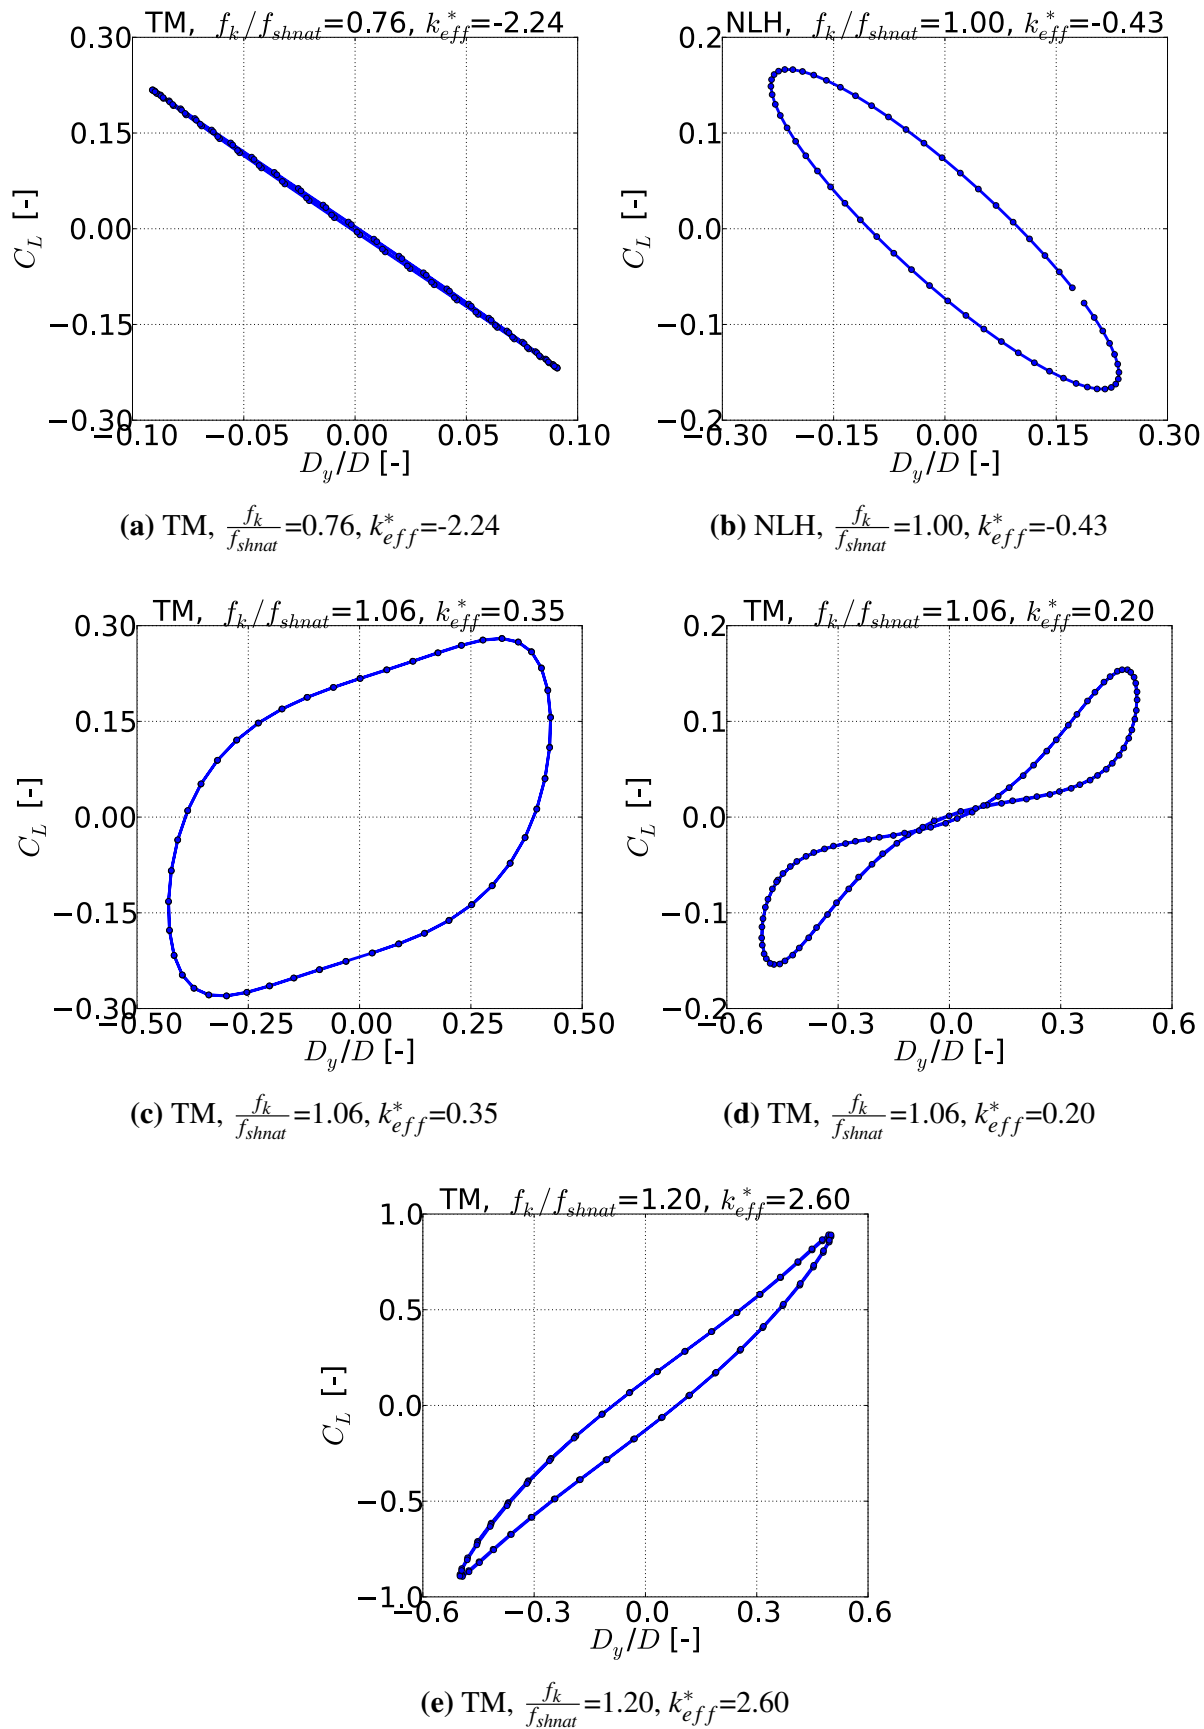 TM, f_k/f_shnat=0.76, k*_eff=-2.24
0.30
0.15
0.00
−0.15
−0.30
C_L [-]
−0.10 −0.05 0.00 0.05 0.10
D_y/D [-]
(a) TM, f_k/f_shnat=0.76, k*_eff=-2.24
NLH, f_k/f_shnat=1.00, k*_eff=-0.43
0.2
0.1
0.0
−0.1
−0.2
C_L [-]
−0.30 −0.15 0.00 0.15 0.30
D_y/D [-]
(b) NLH, f_k/f_shnat=1.00, k*_eff=-0.43
TM, f_k/f_shnat=1.06, k*_eff=0.35
0.30
0.15
0.00
−0.15
−0.30
C_L [-]
−0.50 −0.25 0.00 0.25 0.50
D_y/D [-]
(c) TM, f_k/f_shnat=1.06, k*_eff=0.35
TM, f_k/f_shnat=1.06, k*_eff=0.20
0.2
0.1
0.0
−0.1
−0.2
C_L [-]
−0.6 −0.3 0.0 0.3 0.6
D_y/D [-]
(d) TM, f_k/f_shnat=1.06, k*_eff=0.20
TM, f_k/f_shnat=1.20, k*_eff=2.60
1.0
0.5
0.0
−0.5
−1.0
C_L [-]
−0.6 −0.3 0.0 0.3 0.6
D_y/D [-]
(e) TM, f_k/f_shnat=1.20, k*_eff=2.60